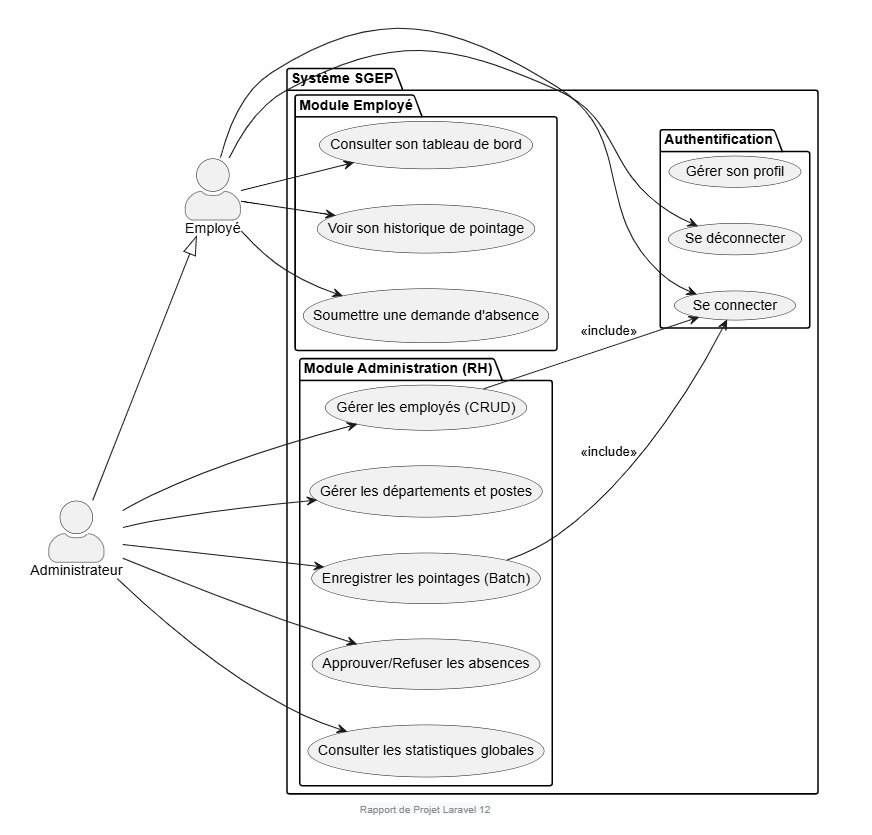 Système SGEP
Module Employé
Consulter son tableau de bord
Voir son historique de pointage
Soumettre une demande d'absence
Authentification
Gérer son profil
Se déconnecter
Se connecter
Employé
«include»
Module Administration (RH)
Gérer les employés (CRUD)
Gérer les départements et postes
«include»
Enregistrer les pointages (Batch)
Administrateur
Approuver/Refuser les absences
Consulter les statistiques globales
Rapport de Projet Laravel 12